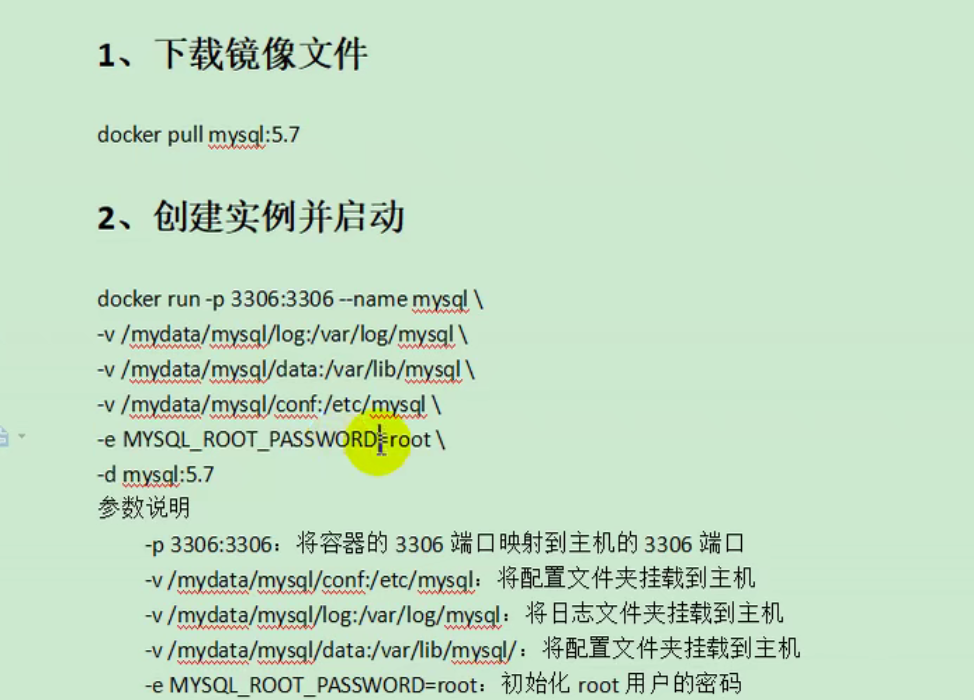 1、下载镜像文件
docker pull mysql:5.7
2、创建实例并启动
docker run -p 3306:3306 --name mysql \
-v /mydata/mysql/log:/var/log/mysql \
-v /mydata/mysql/data:/var/lib/mysql \
-v /mydata/mysql/conf:/etc/mysql \
-e MYSQL_ROOT_PASSWORD=root \
-d mysql:5.7
参数说明
-p 3306:3306：将容器的 3306 端口映射到主机的 3306 端口
-v /mydata/mysql/conf:/etc/mysql：将配置文件夹挂载到主机
-v /mydata/mysql/log:/var/log/mysql：将日志文件夹挂载到主机
-v /mydata/mysql/data:/var/lib/mysql/：将配置文件夹挂载到主机
-e MYSQL_ROOT_PASSWORD=root：初始化 root 用户的密码